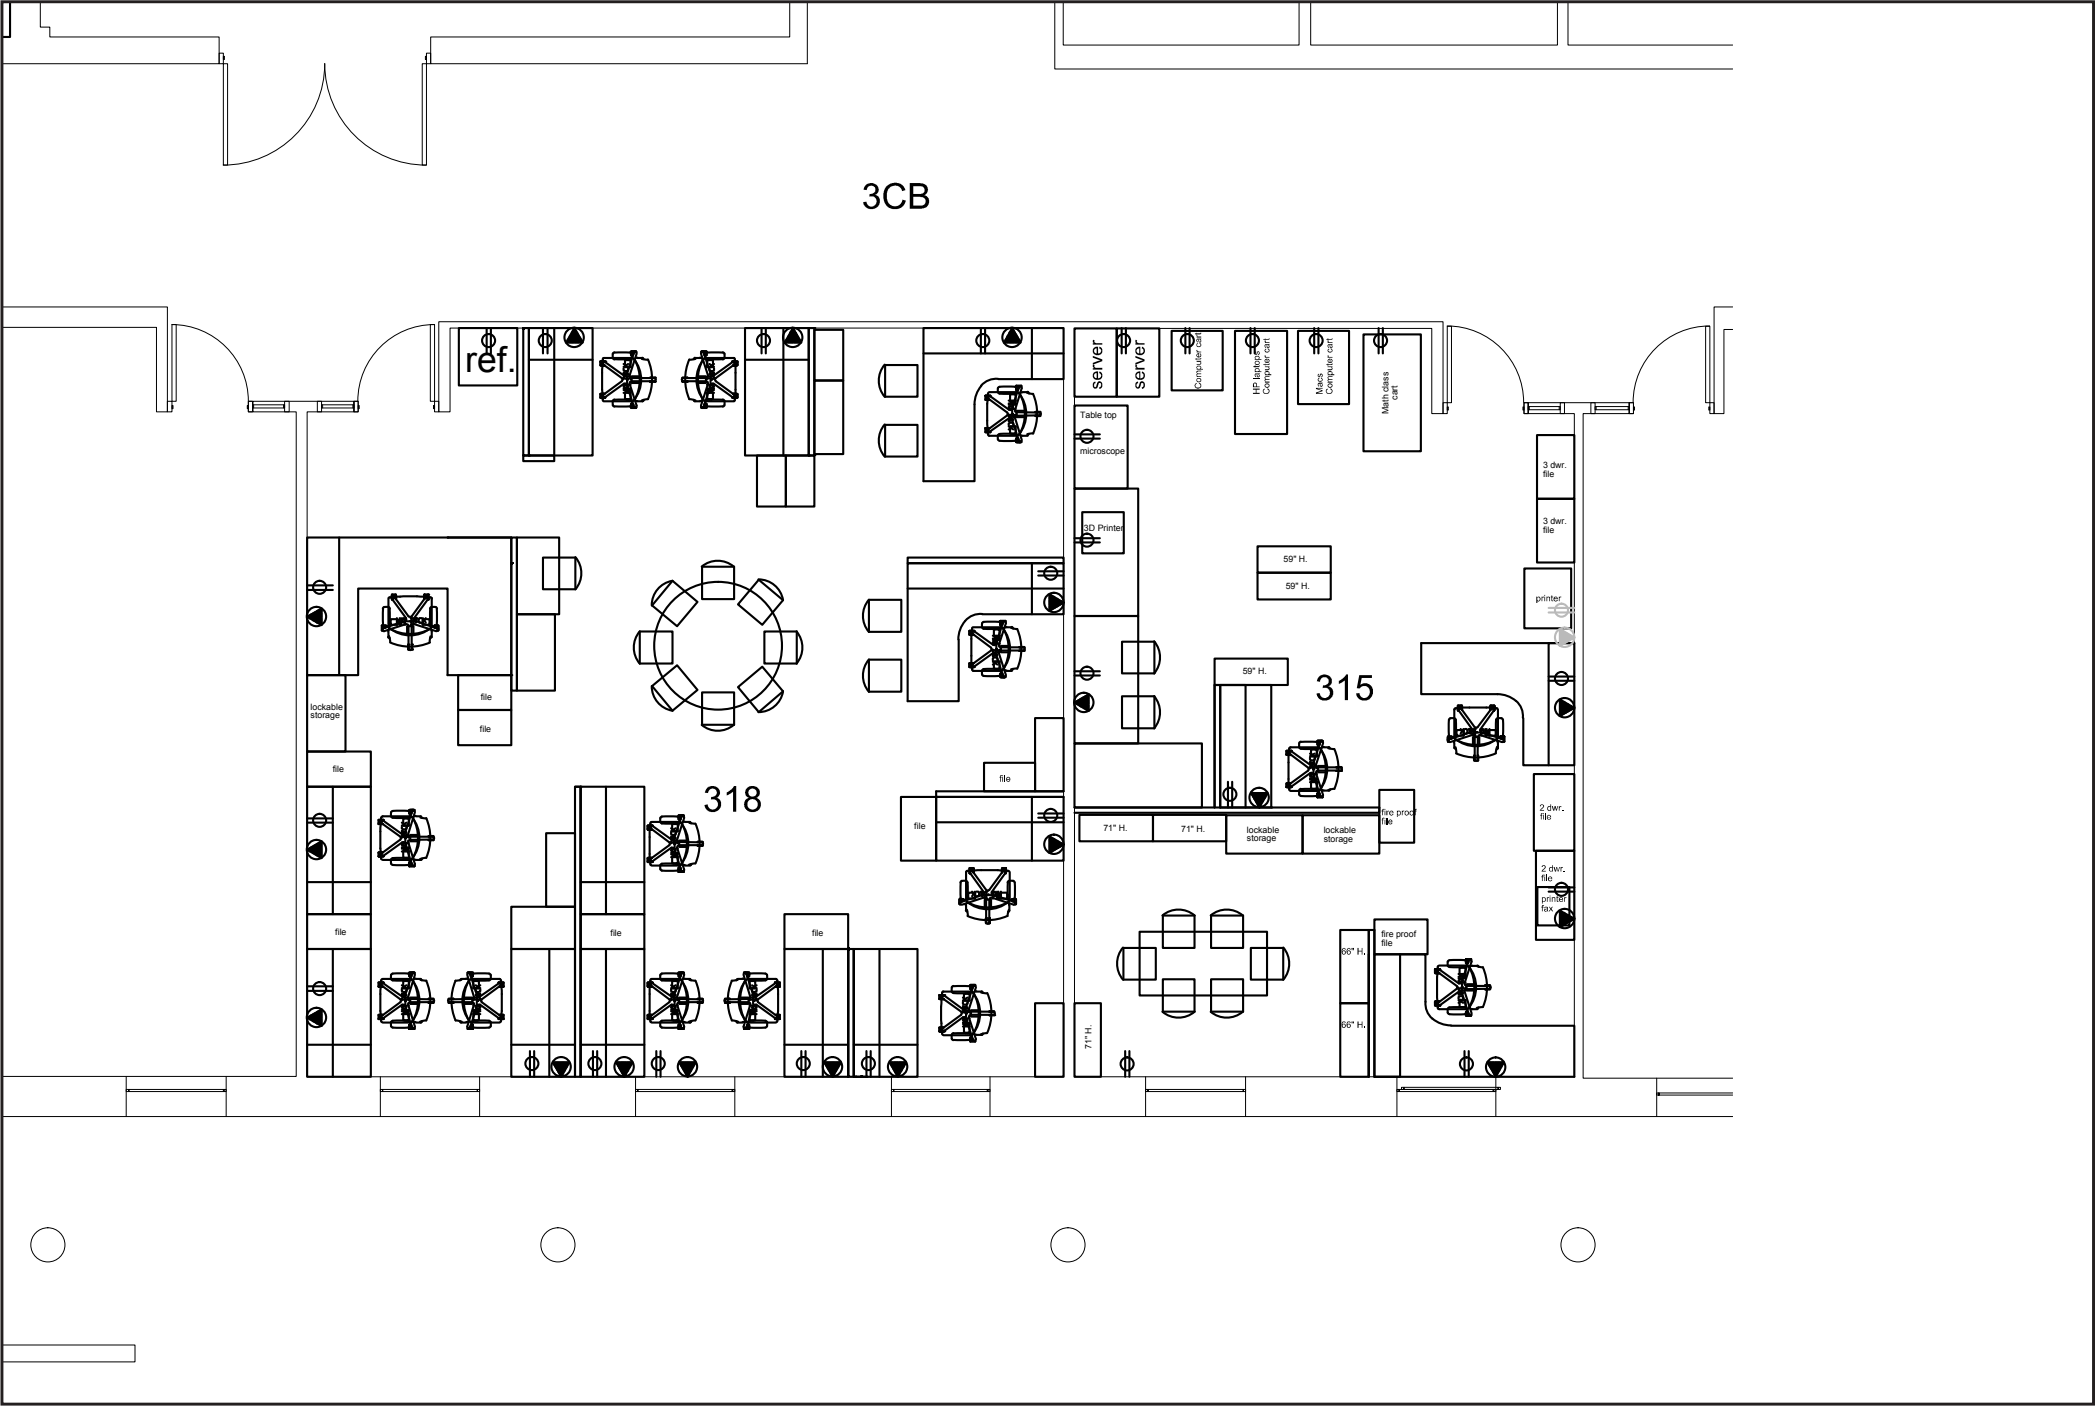 3CB
ref.
server
server
Computer cart
HP laptops
Computer cart
Macs
Computer cart
Math class
cart
Table top
microscope
3D Printer
3 dwr.
file
3 dwr.
file
59" H.
59" H.
printer
59" H.
315
file
file
lockable
storage
file
file
318
file
71" H.
71" H.
lockable
storage
lockable
storage
fire proof
file
2 dwr.
file
2 dwr.
file
printer
fax
file
file
file
fire proof
file
66" H.
66" H.
71" H.